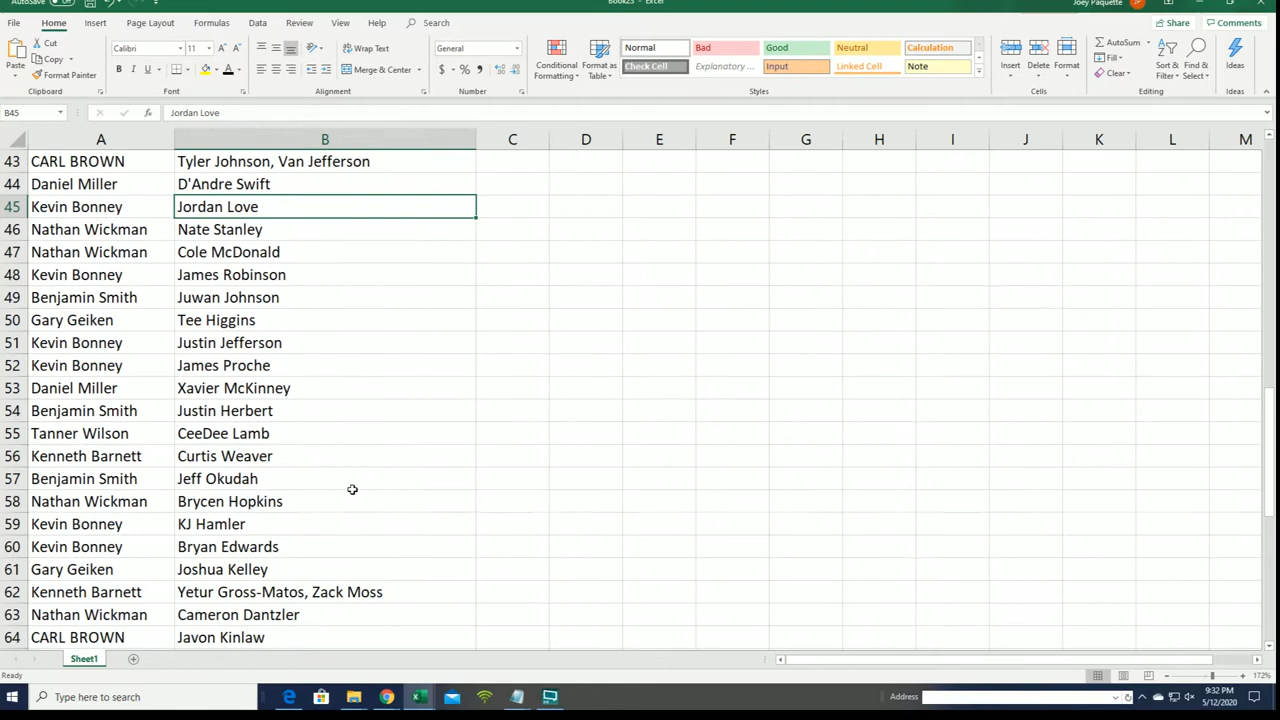 AutoSave Off
Book23 - Excel
Joey Paquette
JP
File Home Insert Page Layout Formulas Data Review View Help Search Share Comments
Cut
Copy
Format Painter
Paste
Clipboard
Calibri 11
B I U
Font
Wrap Text
Merge & Center
Alignment
General
$ % ,
Number
Conditional Formatting
Format as Table
Normal Bad Good Neutral Calculation
Check Cell Explanatory ... Input Linked Cell Note
Styles
Insert Delete Format
Cells
AutoSum
Fill
Clear
Sort & Filter
Find & Select
Editing
Ideas
Ideas
B45 fx Jordan Love
A B C D E F G H I J K L M
43 CARL BROWN Tyler Johnson, Van Jefferson
44 Daniel Miller D'Andre Swift
45 Kevin Bonney Jordan Love
46 Nathan Wickman Nate Stanley
47 Nathan Wickman Cole McDonald
48 Kevin Bonney James Robinson
49 Benjamin Smith Juwan Johnson
50 Gary Geiken Tee Higgins
51 Kevin Bonney Justin Jefferson
52 Kevin Bonney James Proche
53 Daniel Miller Xavier McKinney
54 Benjamin Smith Justin Herbert
55 Tanner Wilson CeeDee Lamb
56 Kenneth Barnett Curtis Weaver
57 Benjamin Smith Jeff Okudah
58 Nathan Wickman Brycen Hopkins
59 Kevin Bonney KJ Hamler
60 Kevin Bonney Bryan Edwards
61 Gary Geiken Joshua Kelley
62 Kenneth Barnett Yetur Gross-Matos, Zack Moss
63 Nathan Wickman Cameron Dantzler
64 CARL BROWN Javon Kinlaw
Sheet1
Ready
172%
Type here to search
Address
9:32 PM
5/12/2020